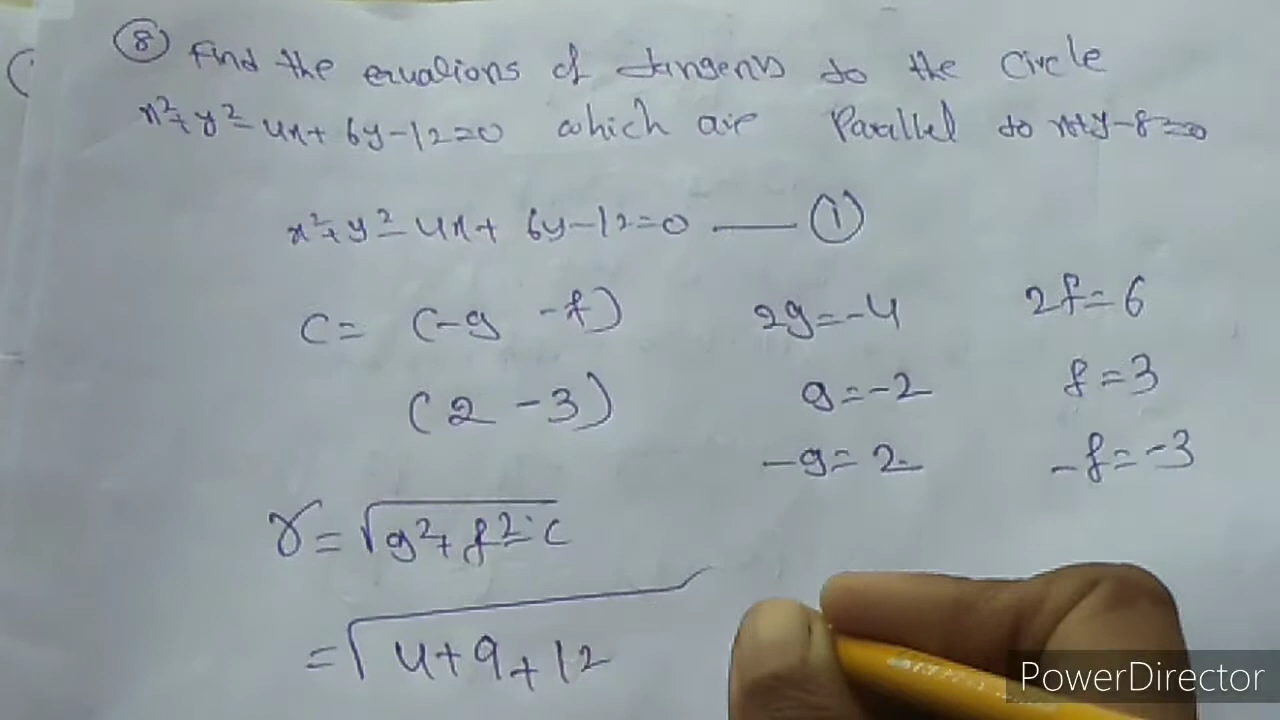 ⑧ Find the equations of tangents to the Circle
x²+y²-4x+6y-12=0 which are Parallel to x+y-8=0
x²+y²-4x+6y-12=0 —— ①
C= (-g -f) 2g=-4 2f=6
(2 -3) g=-2 f=3
-g=2 -f=-3
r=√g²+f²-c
=√4+9+12
PowerDirector